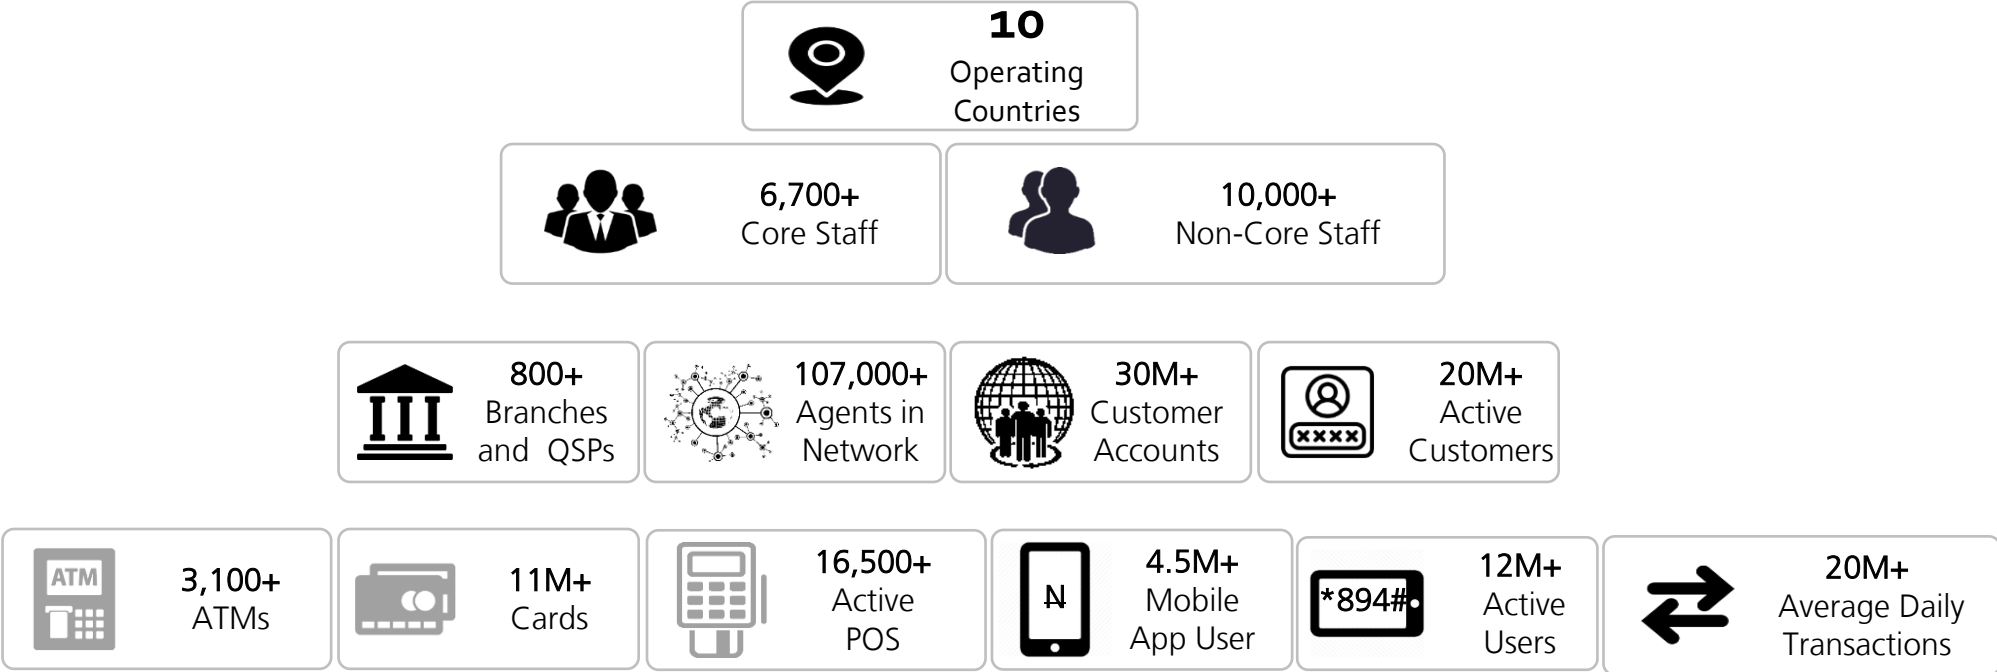 10
Operating
Countries
6,700+
Core Staff
10,000+
Non-Core Staff
800+
Branches
and QSPs
107,000+
Agents in
Network
30M+
Customer
Accounts
20M+
Active
Customers
ATM
3,100+
ATMs
11M+
Cards
16,500+
Active
POS
N
4.5M+
Mobile
App User
*894#
12M+
Active
Users
20M+
Average Daily
Transactions